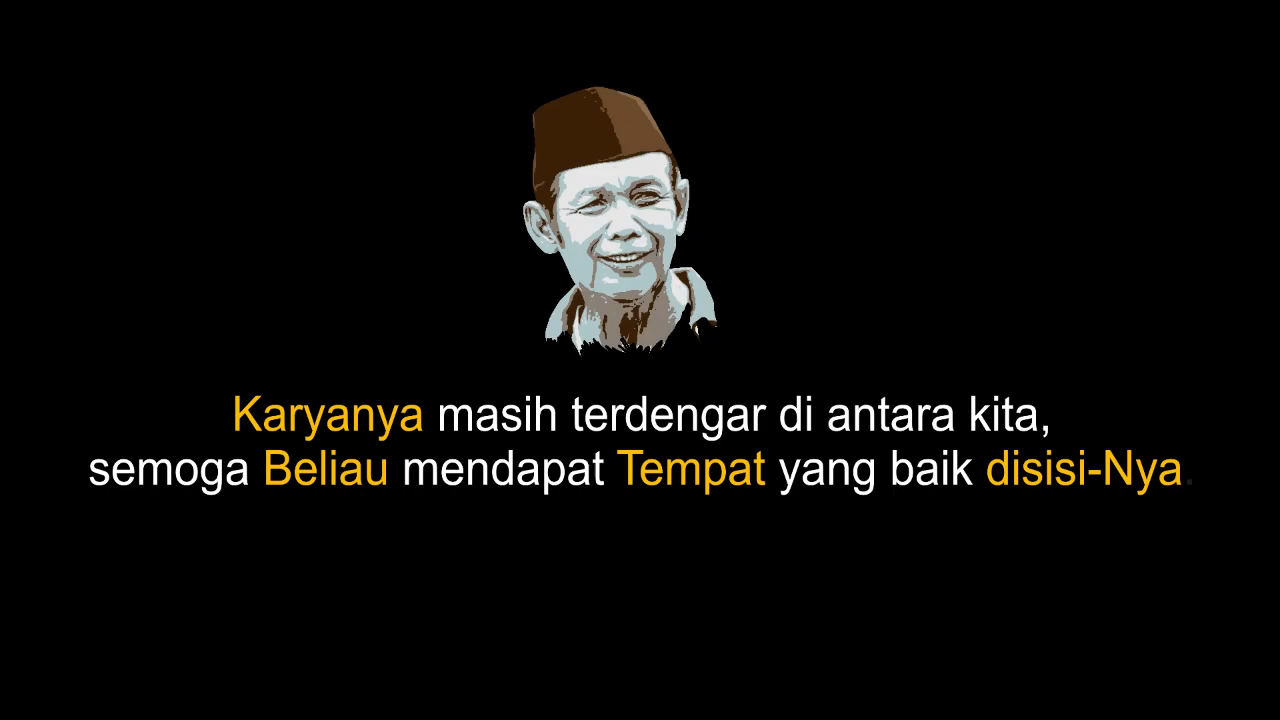 Karyanya masih terdengar di antara kita,
semoga Beliau mendapat Tempat yang baik disisi-Nya.